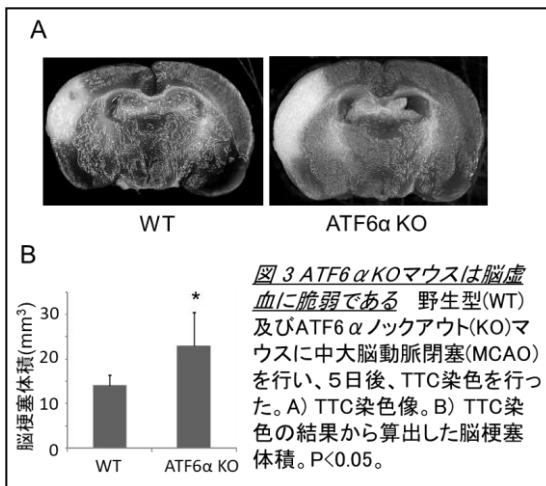 A
WT
ATF6α KO
B
脳梗塞体積(mm³)
30
20
10
0
*
WT
ATF6α KO
図 3 ATF6αKOマウスは脳虚
血に脆弱である 野生型(WT)
及びATF6αノックアウト(KO)マ
ウスに中大脳動脈閉塞(MCAO)
を行い、5日後、TTC染色を行っ
た。A) TTC染色像。B) TTC染
色の結果から算出した脳梗塞
体積。P<0.05。